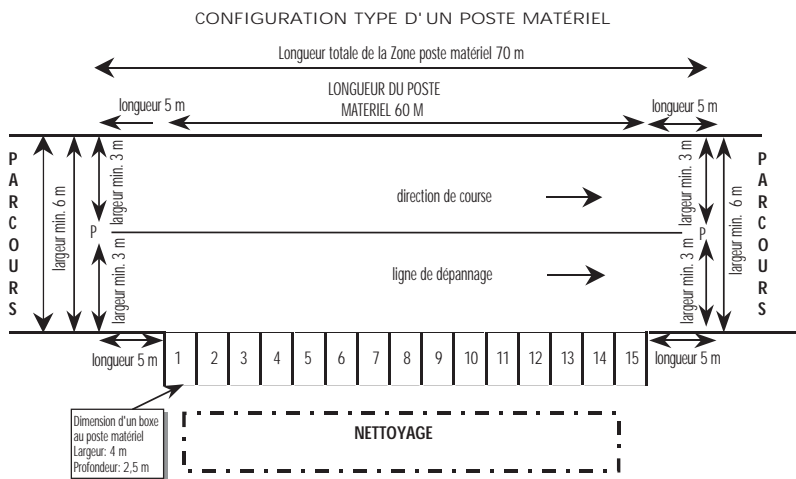 CONFIGURATION TYPE D'UN POSTE MATÉRIEL
Longueur totale de la Zone poste matériel 70 m
LONGUEUR DU POSTE
MATERIEL 60 M
longueur 5 m
longueur 5 m
PARCOURS
largeur min. 6 m
largeur min. 3 m
largeur min. 3 m
P
direction de course
ligne de dépannage
P
largeur min. 3 m
largeur min. 3 m
largeur min. 6 m
PARCOURS
longueur 5 m
1 2 3 4 5 6 7 8 9 10 11 12 13 14 15
longueur 5 m
Dimension d'un boxe
au poste matériel
Largeur: 4 m
Profondeur: 2,5 m
NETTOYAGE